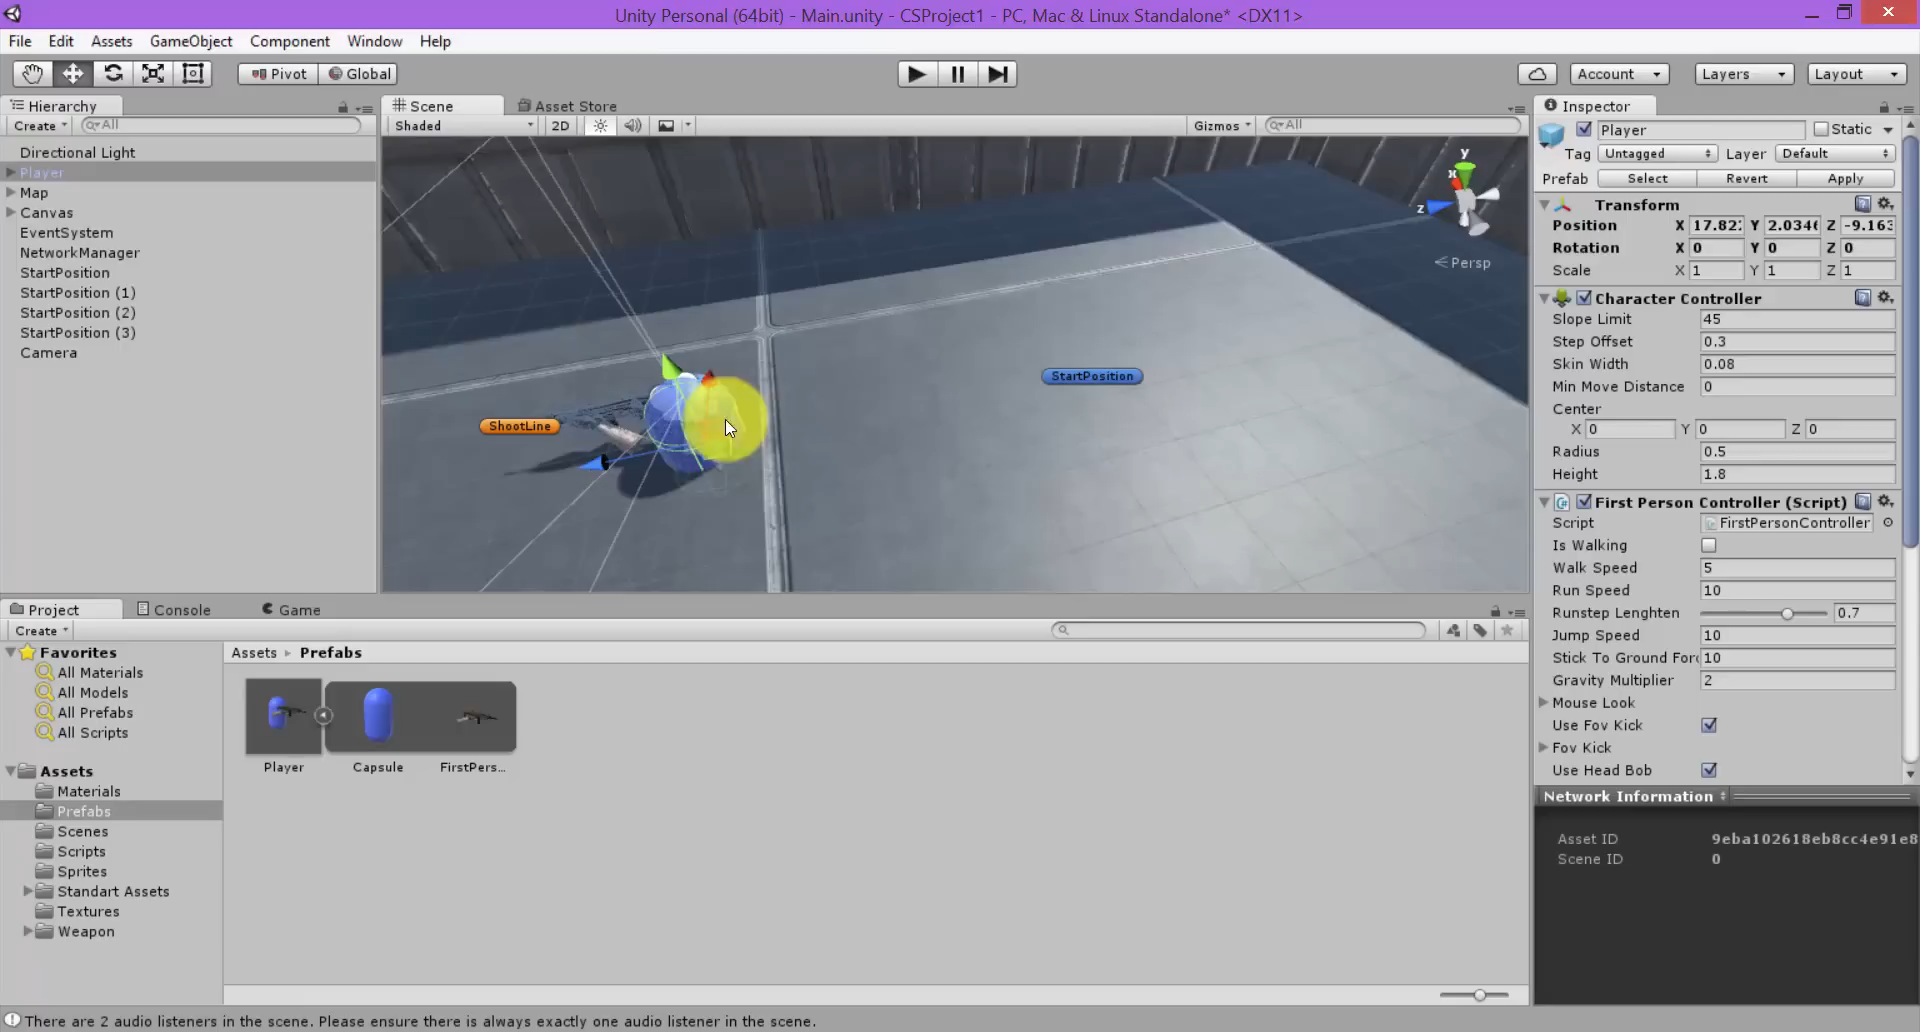 Unity Personal (64bit) - Main.unity - CSProject1 - PC, Mac & Linux Standalone* <DX11>
File Edit Assets GameObject Component Window Help
Pivot Global Account Layers Layout
Hierarchy
Create All
Directional Light
Player
Map
Canvas
EventSystem
NetworkManager
StartPosition
StartPosition (1)
StartPosition (2)
StartPosition (3)
Camera
Scene Asset Store
Shaded 2D Gizmos All
y
x
z
Persp
StartPosition
ShootLine
Inspector
Player Static
Tag Untagged Layer Default
Prefab Select Revert Apply
Transform
Position X 17.82 Y 2.034 Z -9.163
Rotation X 0 Y 0 Z 0
Scale X 1 Y 1 Z 1
Character Controller
Slope Limit 45
Step Offset 0.3
Skin Width 0.08
Min Move Distance 0
Center
X 0 Y 0 Z 0
Radius 0.5
Height 1.8
First Person Controller (Script)
Script FirstPersonController
Is Walking
Walk Speed 5
Run Speed 10
Runstep Lenghten 0.7
Jump Speed 10
Stick To Ground For 10
Gravity Multiplier 2
Mouse Look
Use Fov Kick
Fov Kick
Use Head Bob
Network Information
Asset ID 9eba102618eb8cc4e91e8
Scene ID 0
Project Console Game
Create
Favorites
All Materials
All Models
All Prefabs
All Scripts
Assets
Materials
Prefabs
Scenes
Scripts
Sprites
Standart Assets
Textures
Weapon
Assets Prefabs
Player Capsule FirstPers...
There are 2 audio listeners in the scene. Please ensure there is always exactly one audio listener in the scene.